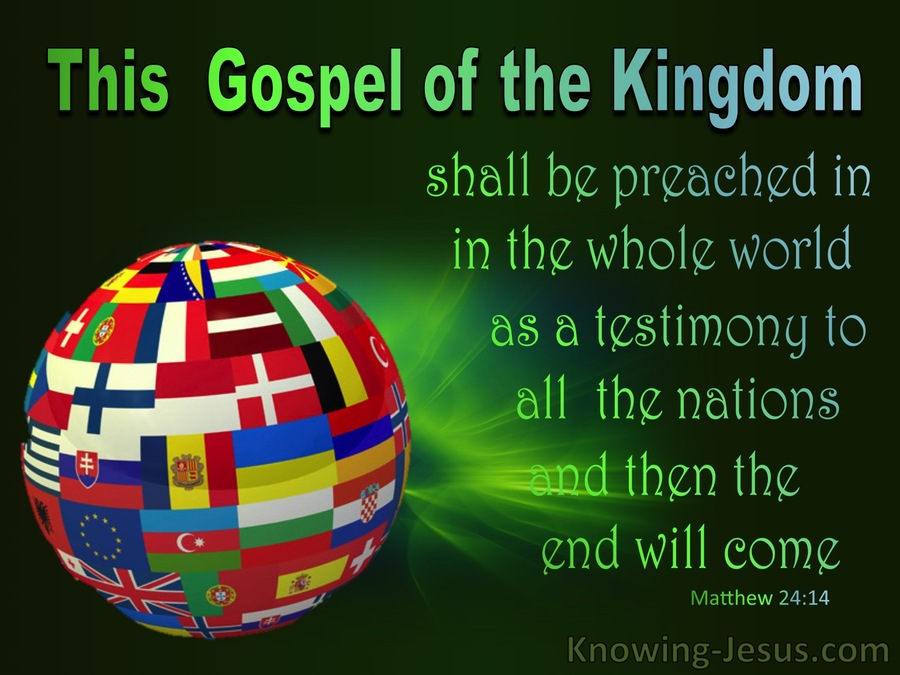 This Gospel of the Kingdom
shall be preached in
in the whole world
as a testimony to
all the nations
and then the
end will come
Matthew 24:14
Knowing-Jesus.com